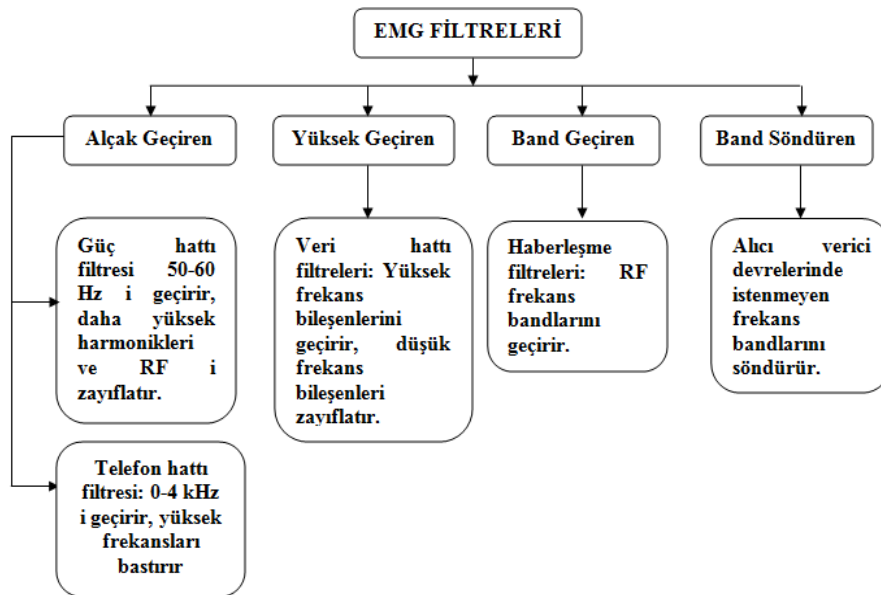 EMG FİLTRELERİ
Alçak Geçiren
Yüksek Geçiren
Band Geçiren
Band Söndüren
Güç hattı
filtresi 50-60
Hz i geçirir,
daha yüksek
harmonikleri
ve RF i
zayıflatır.
Veri hattı
filtreleri: Yüksek
frekans
bileşenlerini
geçirir, düşük
frekans
bileşenleri
zayıflatır.
Haberleşme
filtreleri: RF
frekans
bandlarını
geçirir.
Alıcı verici
devrelerinde
istenmeyen
frekans
bandlarını
söndürür.
Telefon hattı
filtresi: 0-4 kHz
i geçirir, yüksek
frekansları
bastırır